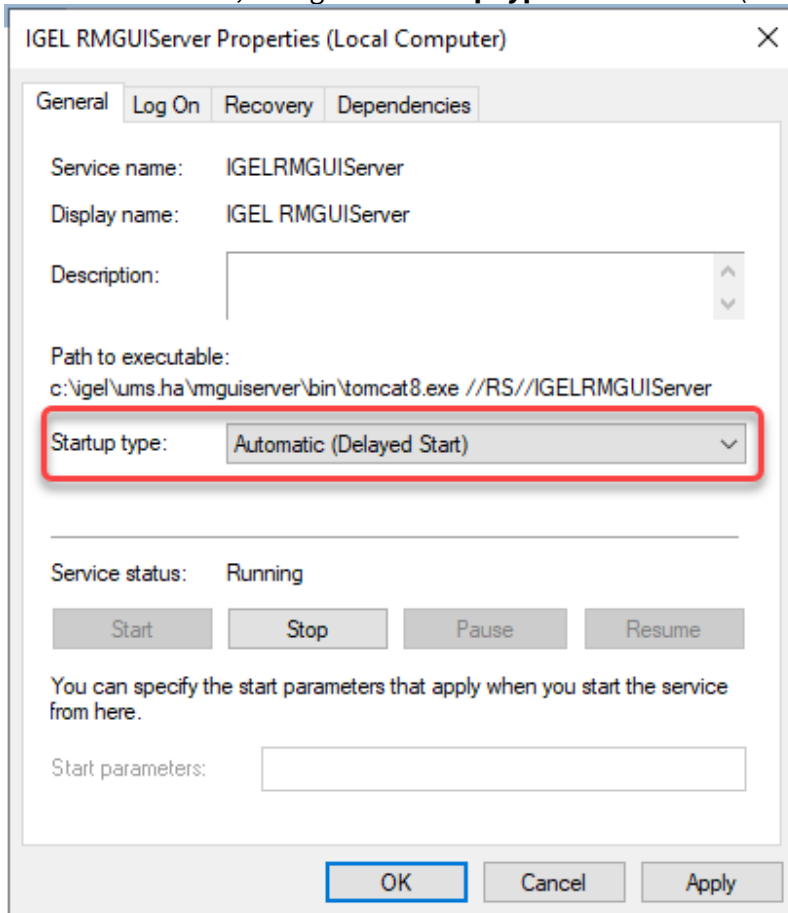 IGEL RMGUIServer Properties (Local Computer)
General Log On Recovery Dependencies
Service name: IGELRMGUIServer
Display name: IGEL RMGUIServer
Description:
Path to executable:
c:\igel\ums.ha\rmguiserver\bin\tomcat8.exe //RS//IGELRMGUIServer
Startup type: Automatic (Delayed Start)
Service status: Running
Start Stop Pause Resume
You can specify the start parameters that apply when you start the service
from here.
Start parameters:
OK Cancel Apply